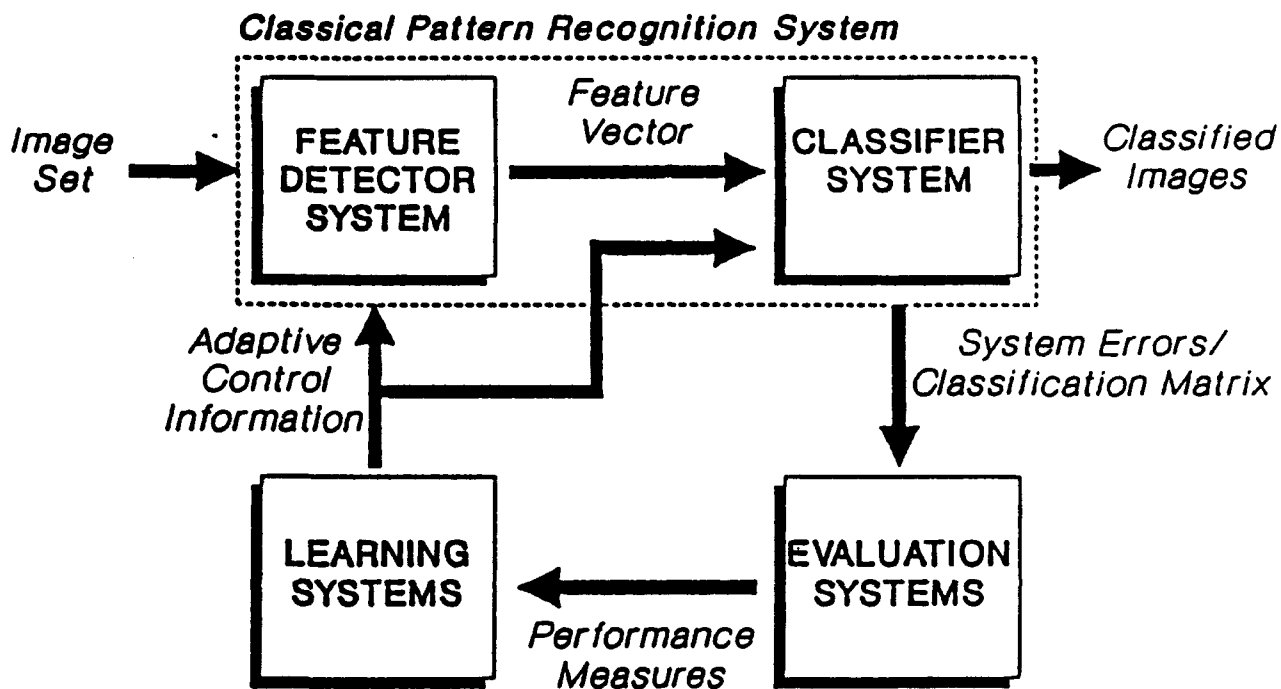 Classical Pattern Recognition System
Image
Set
FEATURE
DETECTOR
SYSTEM
Feature
Vector
CLASSIFIER
SYSTEM
Classified
Images
Adaptive
Control
Information
System Errors/
Classification Matrix
LEARNING
SYSTEMS
EVALUATION
SYSTEMS
Performance
Measures